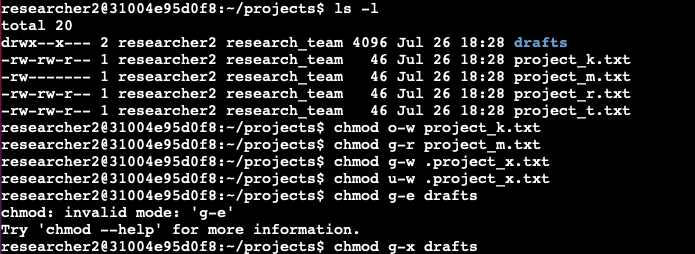 researcher2@31004e95d0f8:~/projects$ ls -l
total 20
drwx--x--- 2 researcher2 research_team 4096 Jul 26 18:28 drafts
-rw-rw-r-- 1 researcher2 research_team   46 Jul 26 18:28 project_k.txt
-rw------- 1 researcher2 research_team   46 Jul 26 18:28 project_m.txt
-rw-rw-r-- 1 researcher2 research_team   46 Jul 26 18:28 project_r.txt
-rw-rw-r-- 1 researcher2 research_team   46 Jul 26 18:28 project_t.txt
researcher2@31004e95d0f8:~/projects$ chmod o-w project_k.txt
researcher2@31004e95d0f8:~/projects$ chmod g-r project_m.txt
researcher2@31004e95d0f8:~/projects$ chmod g-w .project_x.txt
researcher2@31004e95d0f8:~/projects$ chmod u-w .project_x.txt
researcher2@31004e95d0f8:~/projects$ chmod g-e drafts
chmod: invalid mode: 'g-e'
Try 'chmod --help' for more information.
researcher2@31004e95d0f8:~/projects$ chmod g-x drafts